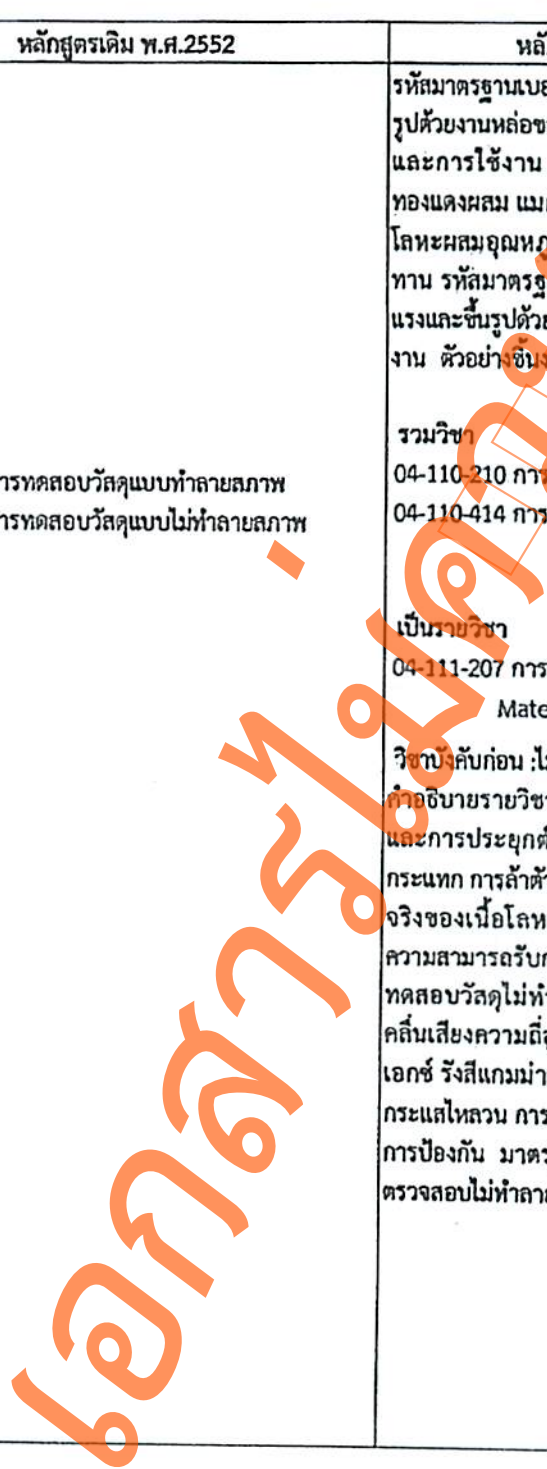 หลักสูตรเดิม พ.ศ.2552
หลั
รหัสมาตรฐานเบอ
รูปด้วยงานหล่อข
และการใช้งาน
ทองแดงผสม แม
โลหะผสมอุณหภู
ทาน รหัสมาตรฐ
แรงและขึ้นรูปด้วย
งาน ตัวอย่างชิ้นง
รวมวิชา
ารทดสอบวัสดุแบบทำลายสภาพ
04-110-210 การ
ารทดสอบวัสดุแบบไม่ทำลายสภาพ
04-110-414 การ
เป็นรายวิชา
04-111-207 การ
Mate
วิชาบังคับก่อน :ไม
คำอธิบายรายวิชา
และการประยุกต์
กระแทก การล้าตั
จริงของเนื้อโลห
ความสามารถรับก
ทดสอบวัสดุไม่ทำ
คลื่นเสียงความถี่สู
เอกซ์ รังสีแกมม่า
กระแสไหลวน การ
การป้องกัน มาตร
ตรวจสอบไม่ทำลาย
เอกสารไม่ค